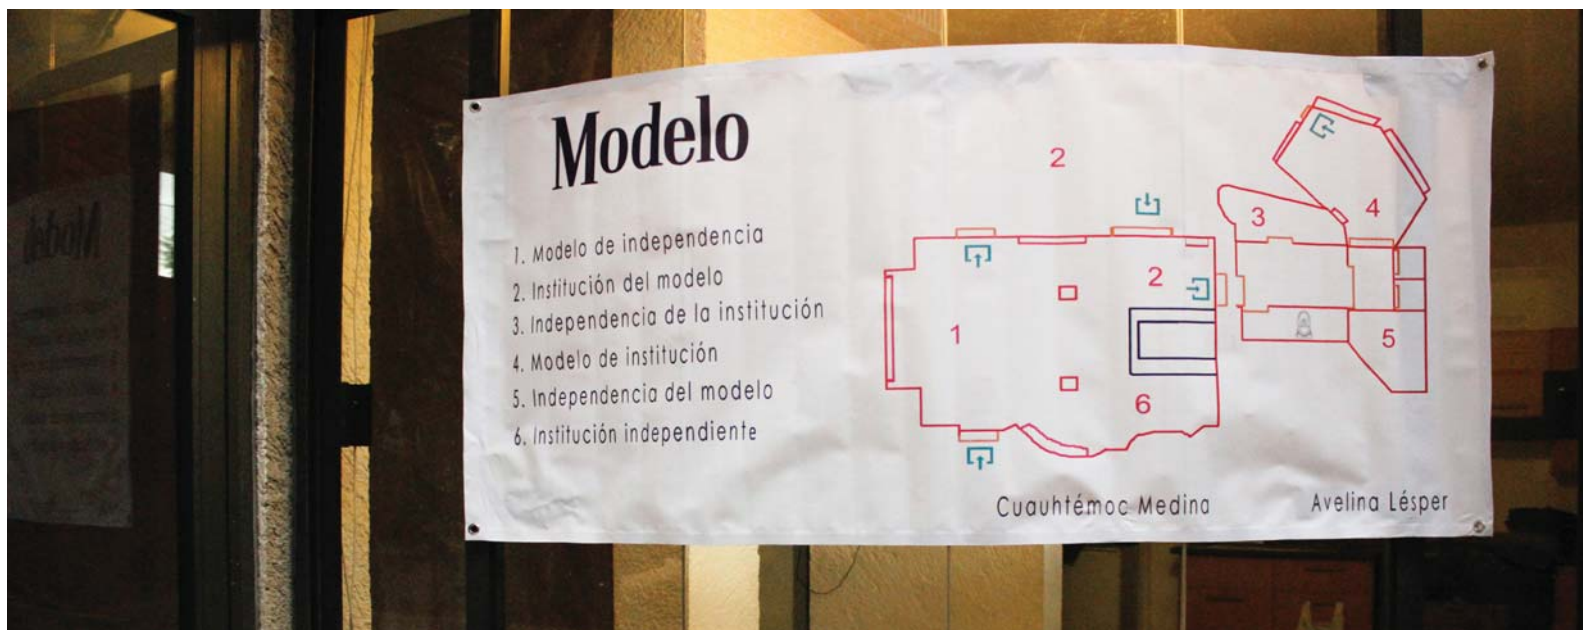 Modelo
1. Modelo de independencia
2. Institución del modelo
3. Independencia de la institución
4. Modelo de institución
5. Independencia del modelo
6. Institución independiente
2
3
4
2
1
5
6
Cuauhtémoc Medina
Avelina Lésper
Modelo